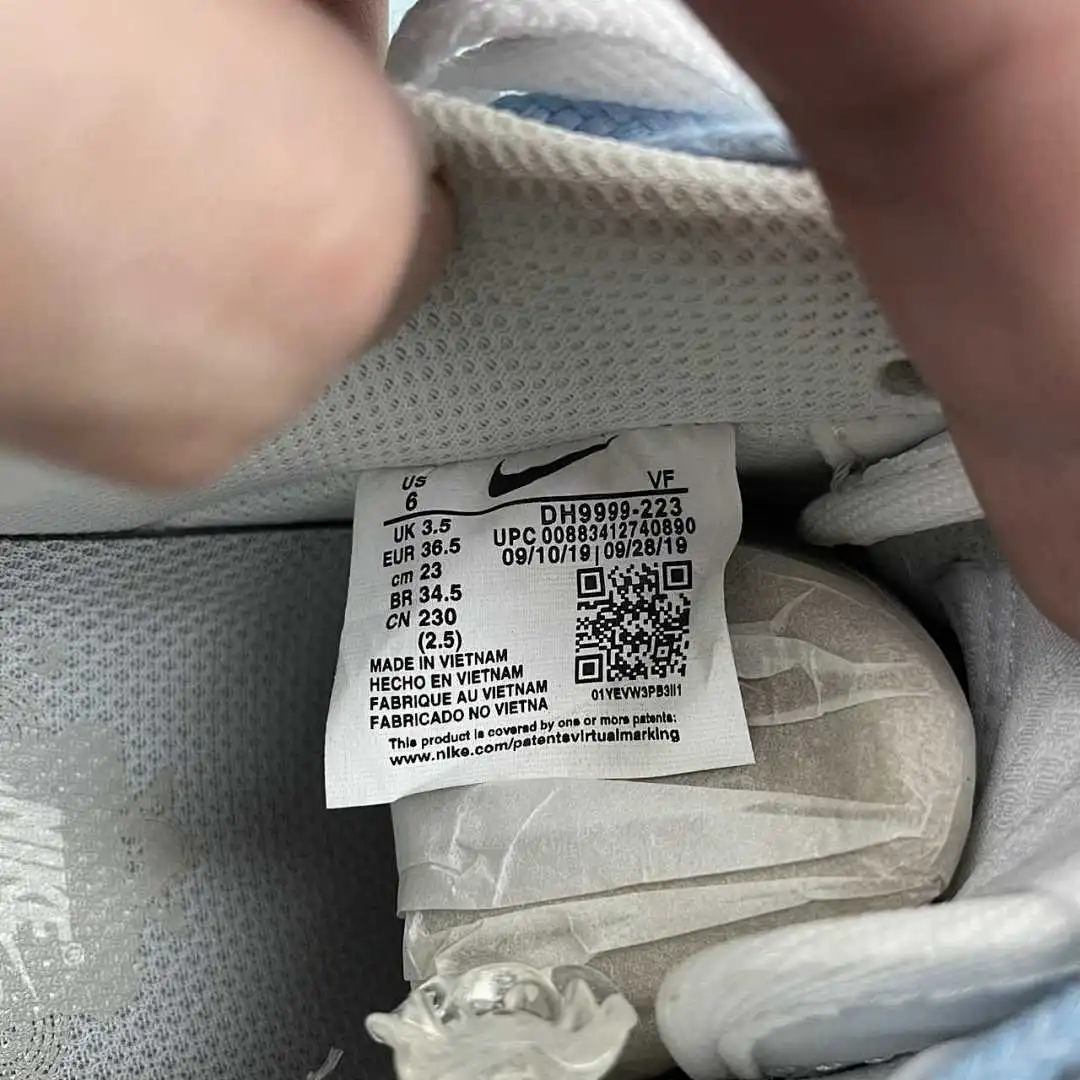 US VF
6
DH9999-223
UK 3.5 UPC 00883412740890
EUR 36.5 09/10/19 | 09/28/19
cm 23
BR 34.5
CN 230
(2.5)
MADE IN VIETNAM
HECHO EN VIETNAM
FABRIQUE AU VIETNAM
FABRICADO NO VIETNA
01YEVW3PB3II1
This product is covered by one or more patents:
www.nike.com/patentsvirtualmarking
NIKE®